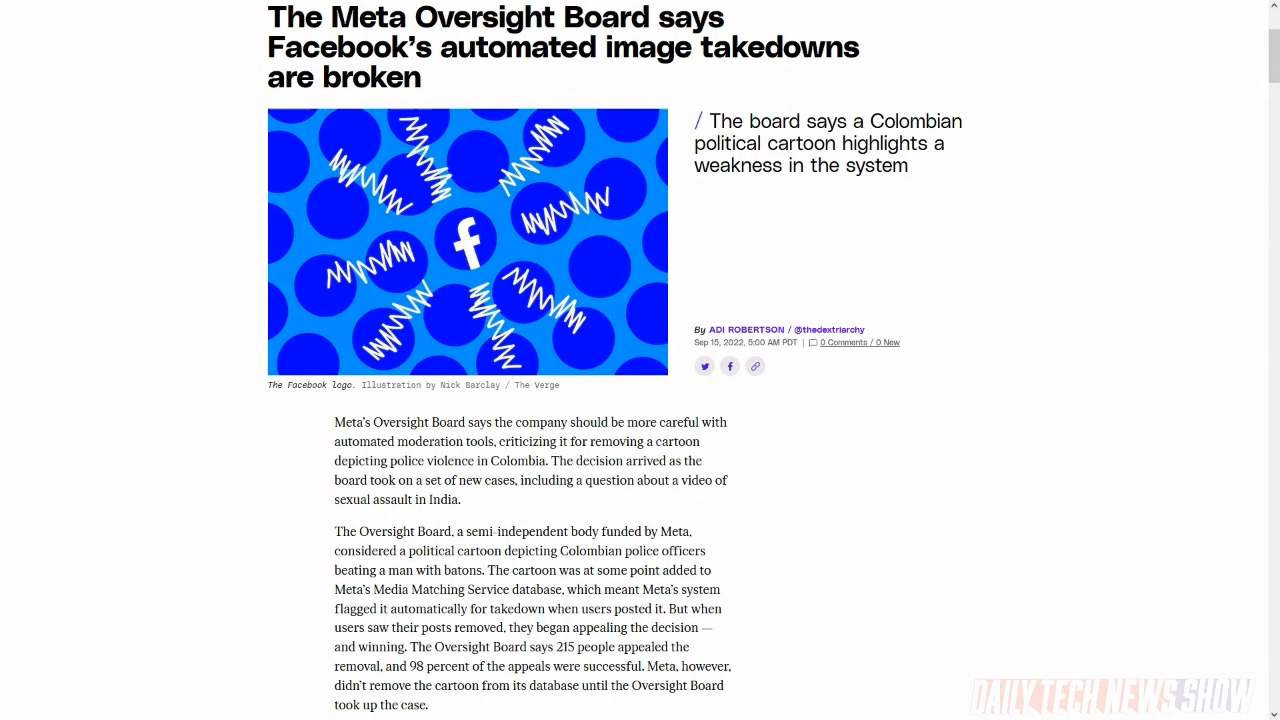 The Meta Oversight Board says
Facebook’s automated image takedowns
are broken
/ The board says a Colombian
political cartoon highlights a
weakness in the system
By ADI ROBERTSON / @thedextriarchy
Sep 15, 2022, 5:00 AM PDT | 0 Comments / 0 New
The Facebook logo. Illustration by Nick Barclay / The Verge
Meta’s Oversight Board says the company should be more careful with
automated moderation tools, criticizing it for removing a cartoon
depicting police violence in Colombia. The decision arrived as the
board took on a set of new cases, including a question about a video of
sexual assault in India.
The Oversight Board, a semi-independent body funded by Meta,
considered a political cartoon depicting Colombian police officers
beating a man with batons. The cartoon was at some point added to
Meta’s Media Matching Service database, which meant Meta’s system
flagged it automatically for takedown when users posted it. But when
users saw their posts removed, they began appealing the decision —
and winning. The Oversight Board says 215 people appealed the
removal, and 98 percent of the appeals were successful. Meta, however,
didn’t remove the cartoon from its database until the Oversight Board
took up the case.
DAILY TECH NEWS SHOW